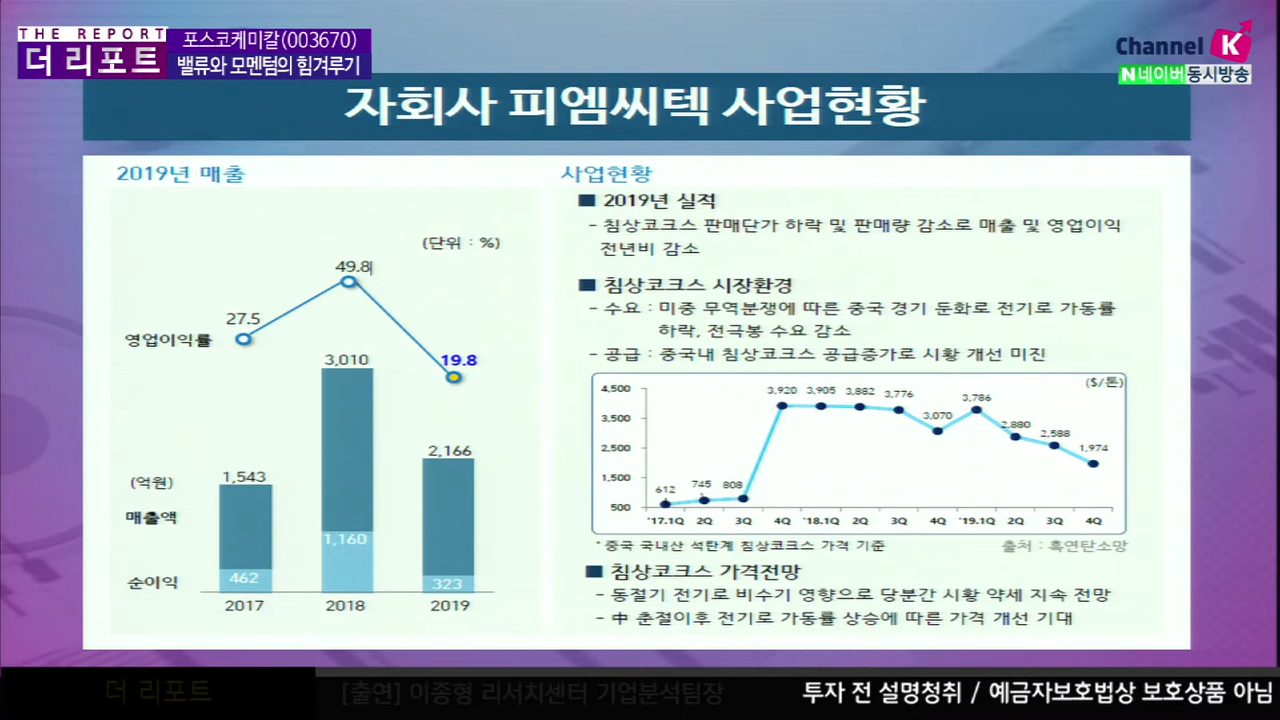 THE REPORT
더 리포트
포스코케미칼(003670)
밸류와 모멘텀의 힘겨루기
Channel K
N네이버 동시방송
자회사 피엠씨텍 사업현황
2019년 매출
(단위 : %)
49.8
27.5
영업이익률
19.8
3,010
2,166
1,543
(억원)
매출액
1,160
순이익
462
323
2017 2018 2019
사업현황
■ 2019년 실적
- 침상코크스 판매단가 하락 및 판매량 감소로 매출 및 영업이익
전년비 감소
■ 침상코크스 시장환경
- 수요 : 미중 무역분쟁에 따른 중국 경기 둔화로 전기로 가동률
하락, 전극봉 수요 감소
- 공급 : 중국내 침상코크스 공급증가로 시황 개선 미진
($/톤)
4,500
3,500
2,500
1,500
500
612 745 808 3,920 3,905 3,882 3,776 3,070 3,786 2,880 2,588 1,974
'17.1Q 2Q 3Q 4Q '18.1Q 2Q 3Q 4Q '19.1Q 2Q 3Q 4Q
* 중국 국내산 석탄계 침상코크스 가격 기준
출처 : 흑연탄소망
■ 침상코크스 가격전망
- 동절기 전기로 비수기 영향으로 당분간 시황 약세 지속 전망
- 中 춘절이후 전기로 가동률 상승에 따른 가격 개선 기대
더 리포트
[출연] 이종형 리서치센터 기업분석팀장
투자 전 설명청취 / 예금자보호법상 보호상품 아님